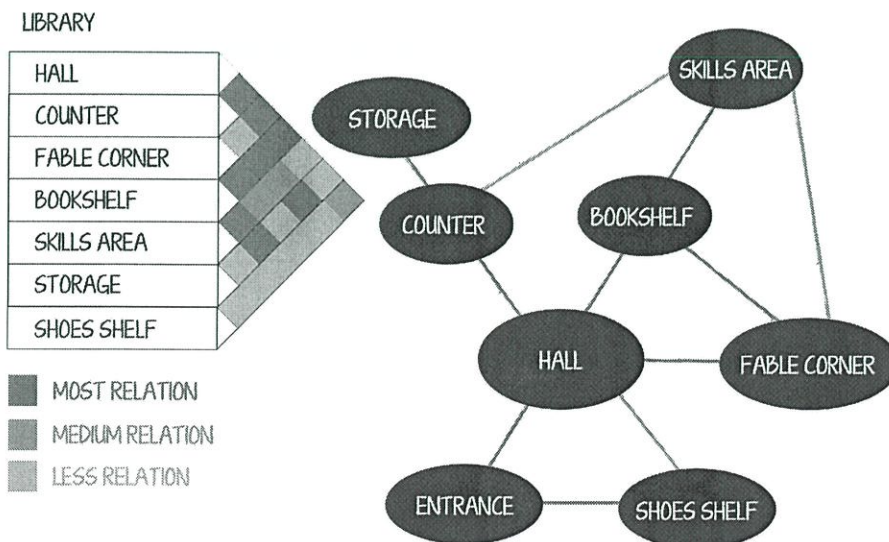 LIBRARY
HALL
COUNTER
FABLE CORNER
BOOKSHELF
SKILLS AREA
STORAGE
SHOES SHELF
MOST RELATION
MEDIUM RELATION
LESS RELATION
SKILLS AREA
STORAGE
COUNTER
BOOKSHELF
HALL
FABLE CORNER
ENTRANCE
SHOES SHELF